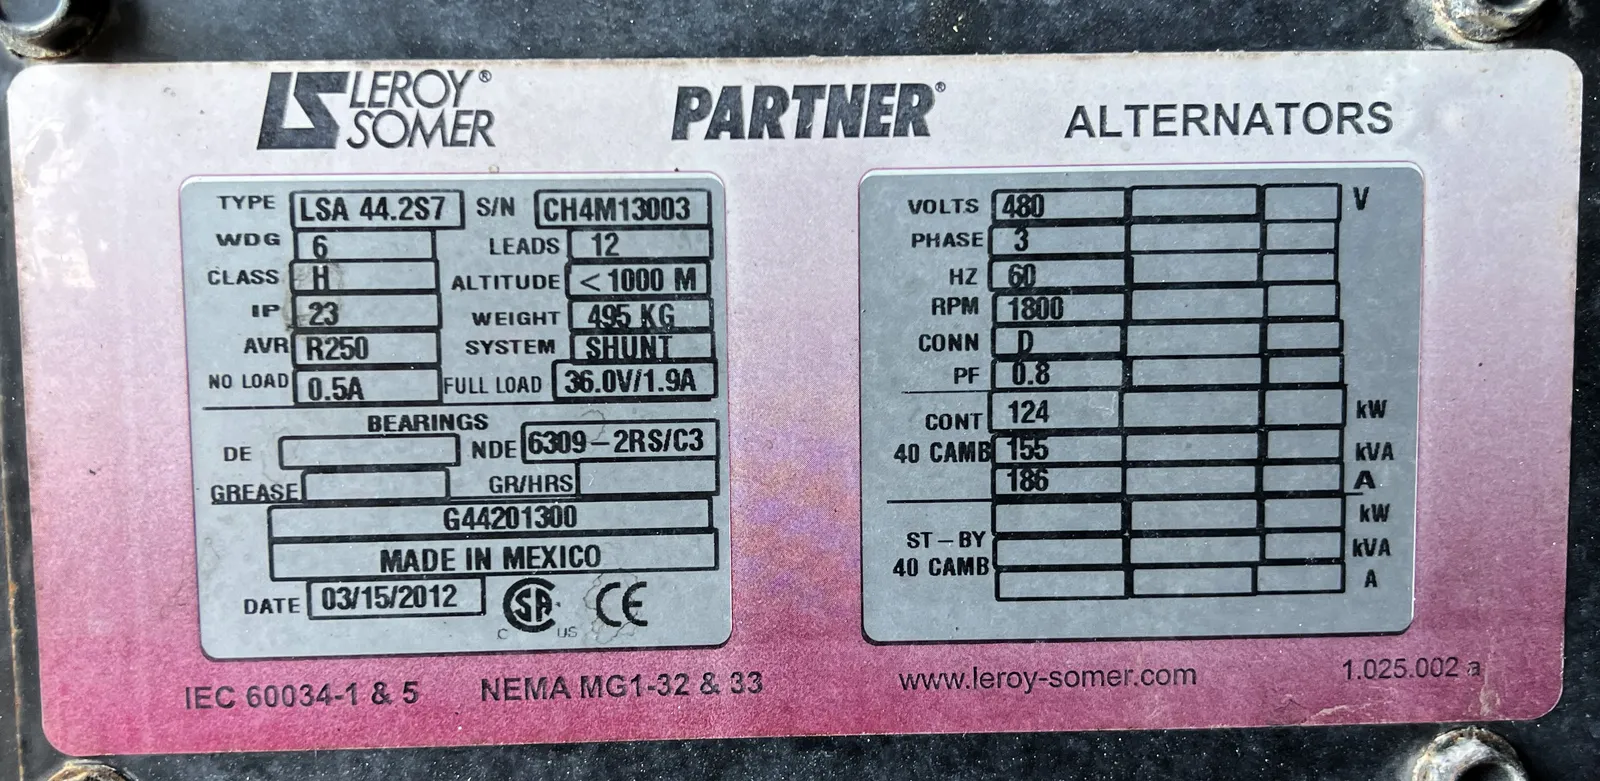 LEROY®
SOMER
PARTNER®
ALTERNATORS
TYPE LSA 44.2S7 S/N CH4M13003
WDG 6 LEADS 12
CLASS H ALTITUDE < 1000 M
IP 23 WEIGHT 495 KG
AVR R250 SYSTEM SHUNT
NO LOAD 0.5A FULL LOAD 36.0V/1.9A
BEARINGS
DE NDE 6309-2RS/C3
GREASE GR/HRS
G44201300
MADE IN MEXICO
DATE 03/15/2012 C SA US CE
VOLTS 480 V
PHASE 3
HZ 60
RPM 1800
CONN D
PF 0.8
CONT 124 kW
40 CAMB 155 kVA
186 A
kW
ST-BY kVA
40 CAMB A
IEC 60034-1 & 5 NEMA MG1-32 & 33
www.leroy-somer.com 1.025.002 a